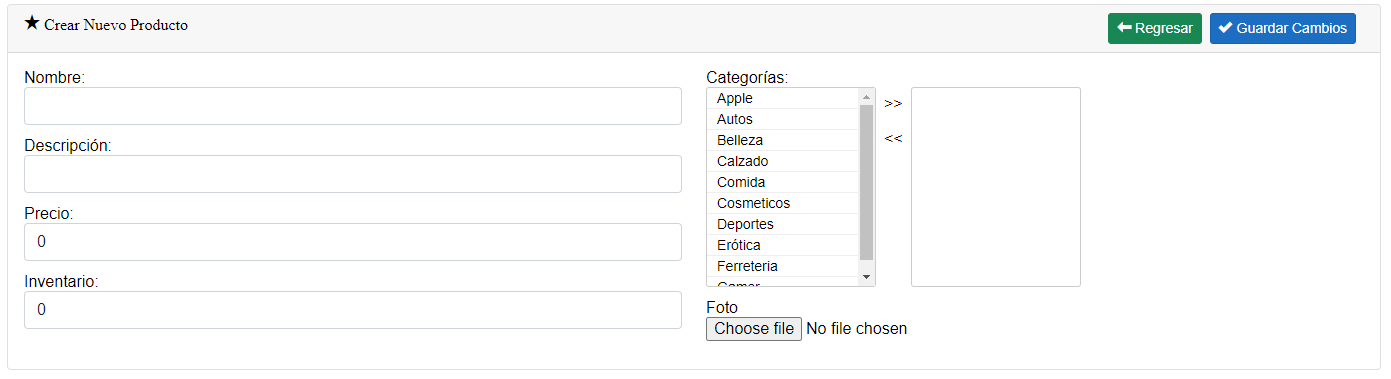 ★ Crear Nuevo Producto
Regresar
Guardar Cambios
Nombre:
Descripción:
Precio:
0
Inventario:
0
Categorías:
Apple
Autos
Belleza
Calzado
Comida
Cosmeticos
Deportes
Erótica
Ferreteria
>>
<<
Foto
Choose file No file chosen